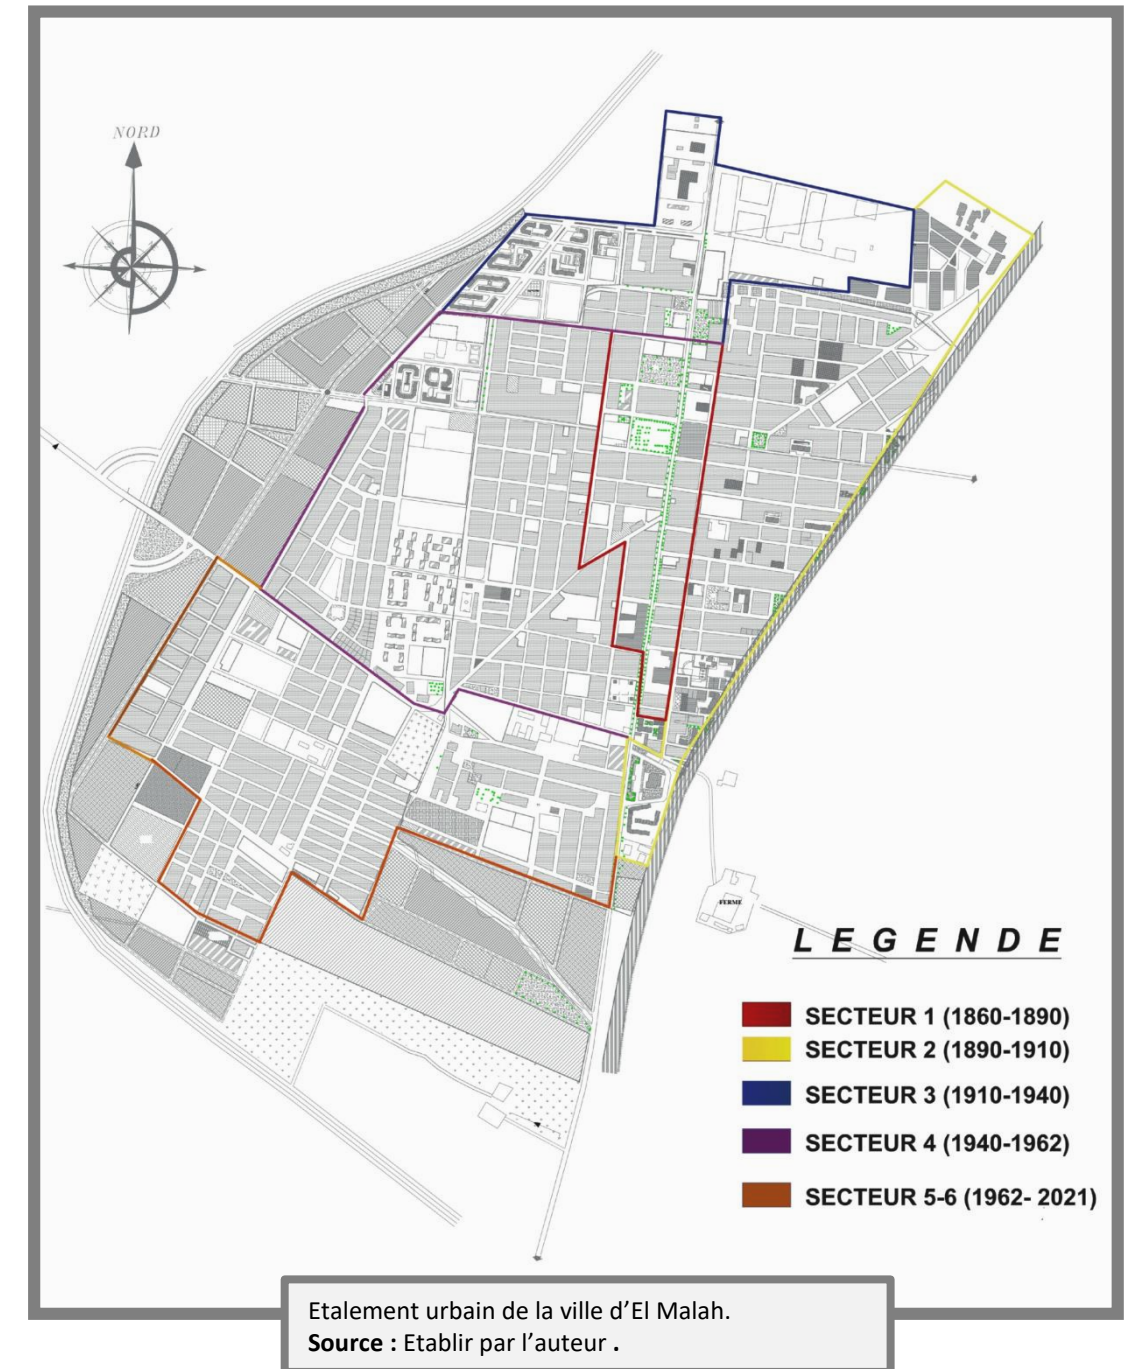 NORD
FERME
L E G E N D E
SECTEUR 1 (1860-1890)
SECTEUR 2 (1890-1910)
SECTEUR 3 (1910-1940)
SECTEUR 4 (1940-1962)
SECTEUR 5-6 (1962- 2021)
Etalement urbain de la ville d’El Malah.
Source : Etablir par l’auteur .